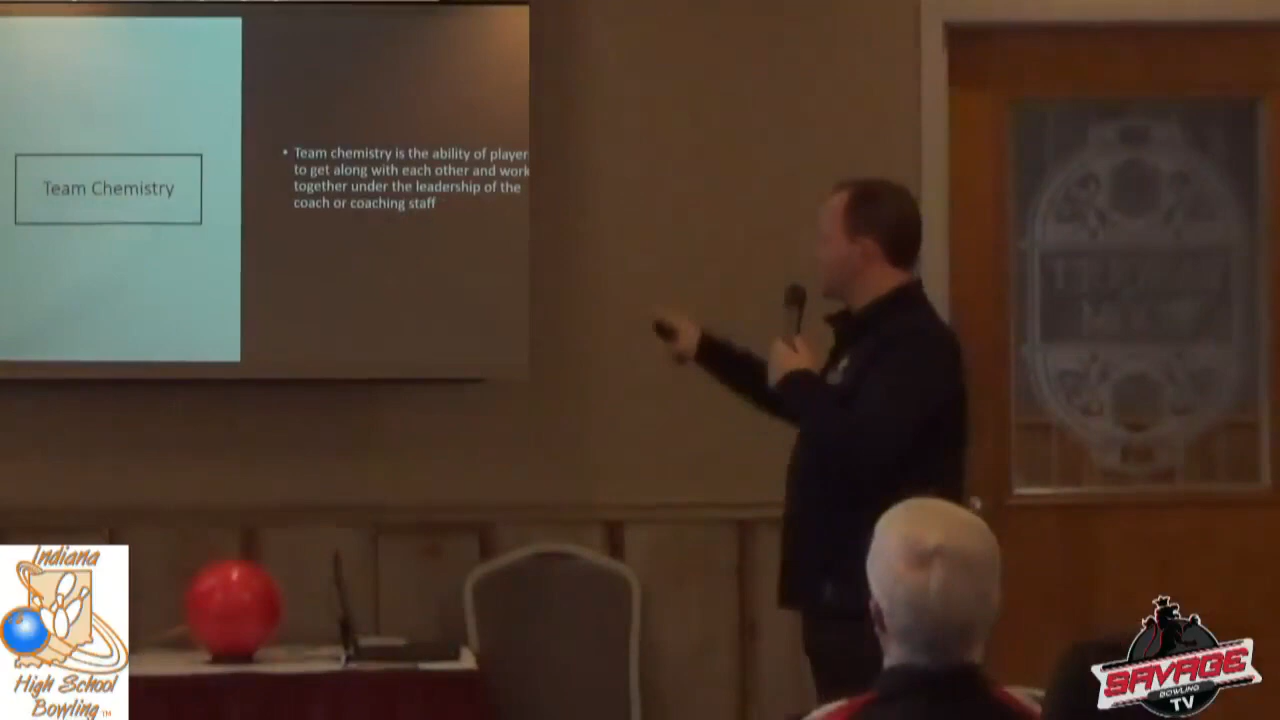 Team Chemistry
• Team chemistry is the ability of player
to get along with each other and work
together under the leadership of the
coach or coaching staff
Indiana
High School
Bowling™
SAVAGE
BOWLING
TV